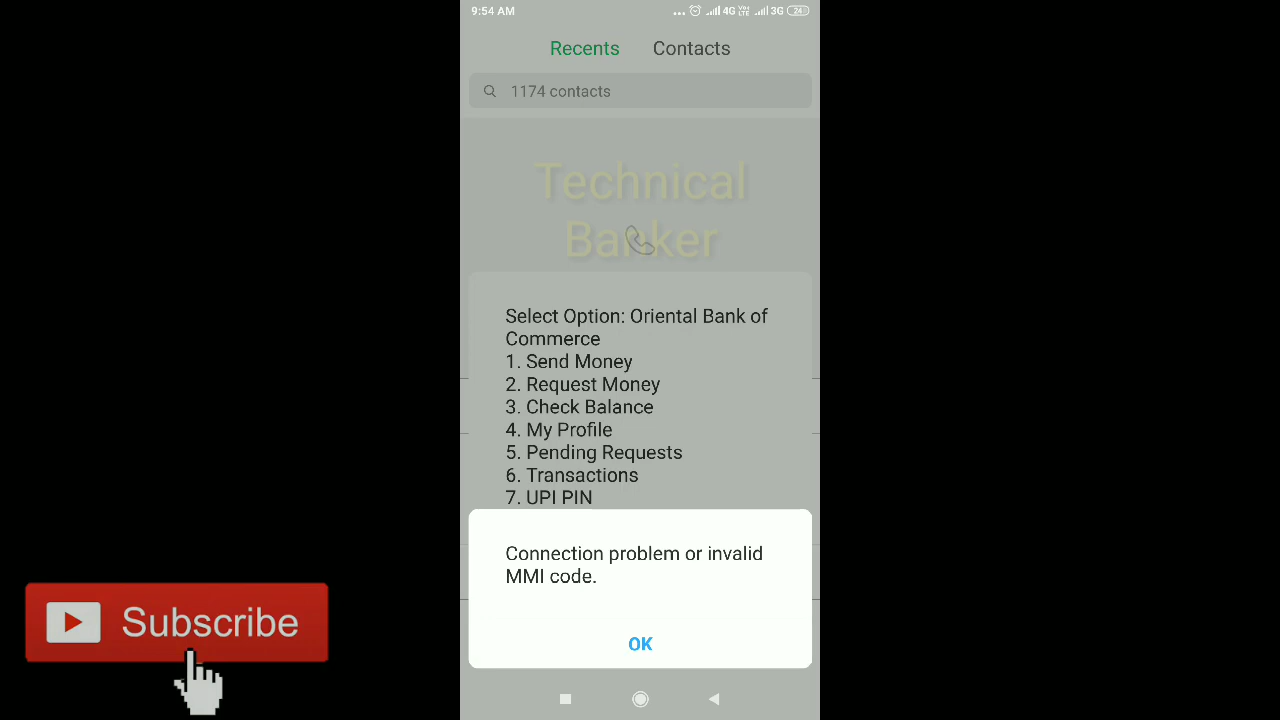 9:54 AM
4G
VoLTE
3G
24
Recents
Contacts
1174 contacts
Technical
Banker
Select Option: Oriental Bank of
Commerce
1. Send Money
2. Request Money
3. Check Balance
4. My Profile
5. Pending Requests
6. Transactions
7. UPI PIN
Connection problem or invalid
MMI code.
OK
Subscribe